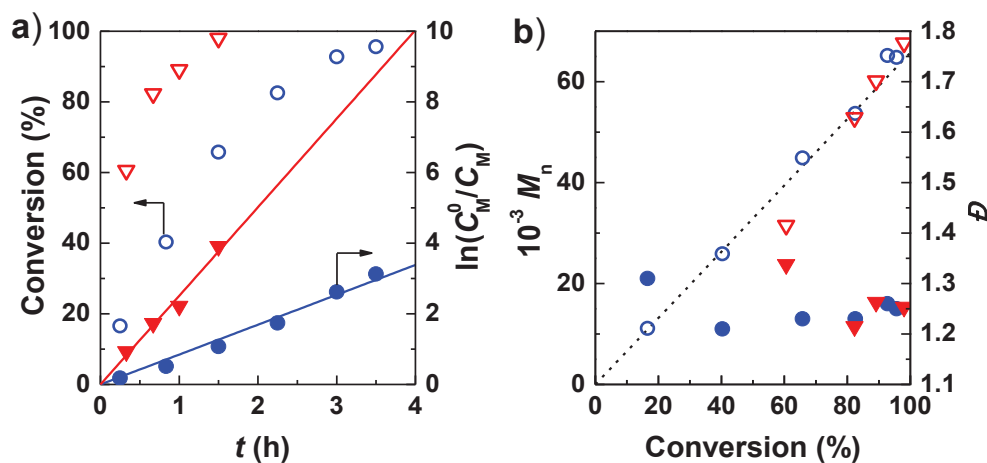 a)
Conversion (%)
100
80
60
40
20
0
0 1 2 3 4
t (h)
10
8
6
4
2
0
ln(C⁰_M/C_M)
b)
10⁻³ Mₙ
60
40
20
0
0 20 40 60 80 100
Conversion (%)
1.8
1.7
1.6
1.5
1.4
1.3
1.2
1.1
Đ